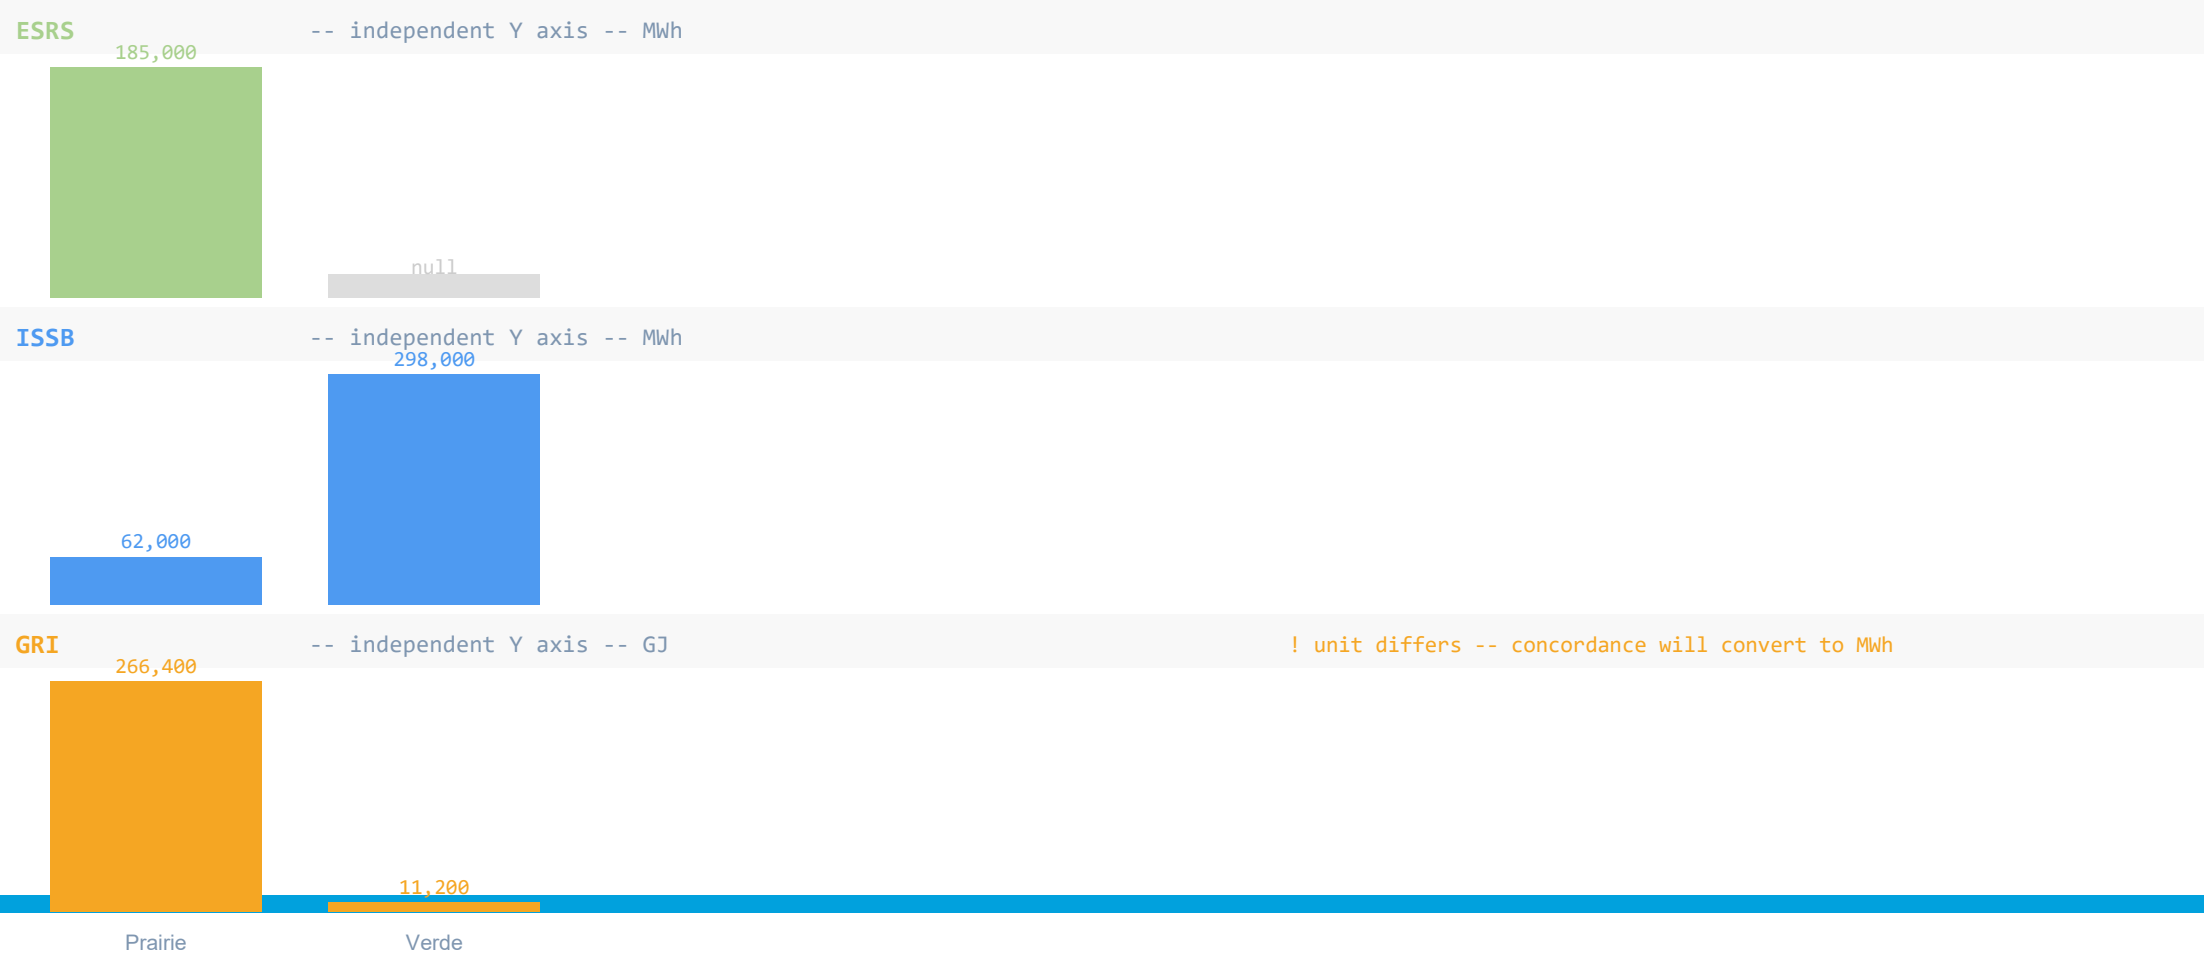 ESRS -- independent Y axis -- MWh
185,000
null
ISSB -- independent Y axis -- MWh
298,000
62,000
GRI -- independent Y axis -- GJ ! unit differs -- concordance will convert to MWh
266,400
11,200
Prairie Verde